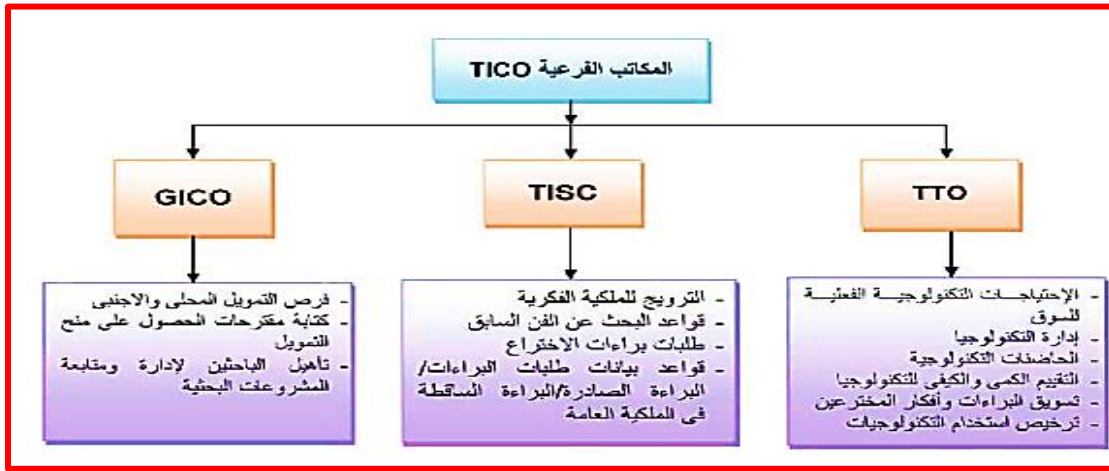 المكاتب الفرعية TICO
GICO
TISC
TTO
- فرص التمويل المحلى والاجنبى
- كتابة مقترحات الحصول على منح
التمويل
- تأهيل الباحثين لإدارة ومتابعة
المشروعات البحثية
- الترويج للملكية الفكرية
- قواعد البحث عن الفن السابق
- طلبات براءات الاختراع
- قواعد بيانات طلبات البراءات/
البراءة الصادرة/البراءة الساقطة
فى الملكية العامة
- الإحتياجات التكنولوجية الفعلية
للسوق
- إدارة التكنولوجيا
- الحاضنات التكنولوجية
- التقييم الكمى والكيفى للتكنولوجيا
- تسويق البراءات وأفكار المخترعين
- ترخيص استخدام التكنولوجيات